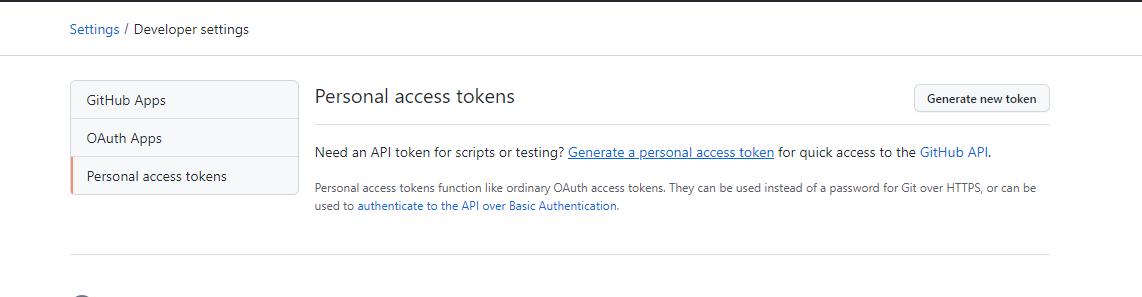 Settings / Developer settings
GitHub Apps
OAuth Apps
Personal access tokens
Personal access tokens
Generate new token
Need an API token for scripts or testing? Generate a personal access token for quick access to the GitHub API.
Personal access tokens function like ordinary OAuth access tokens. They can be used instead of a password for Git over HTTPS, or can be
used to authenticate to the API over Basic Authentication.